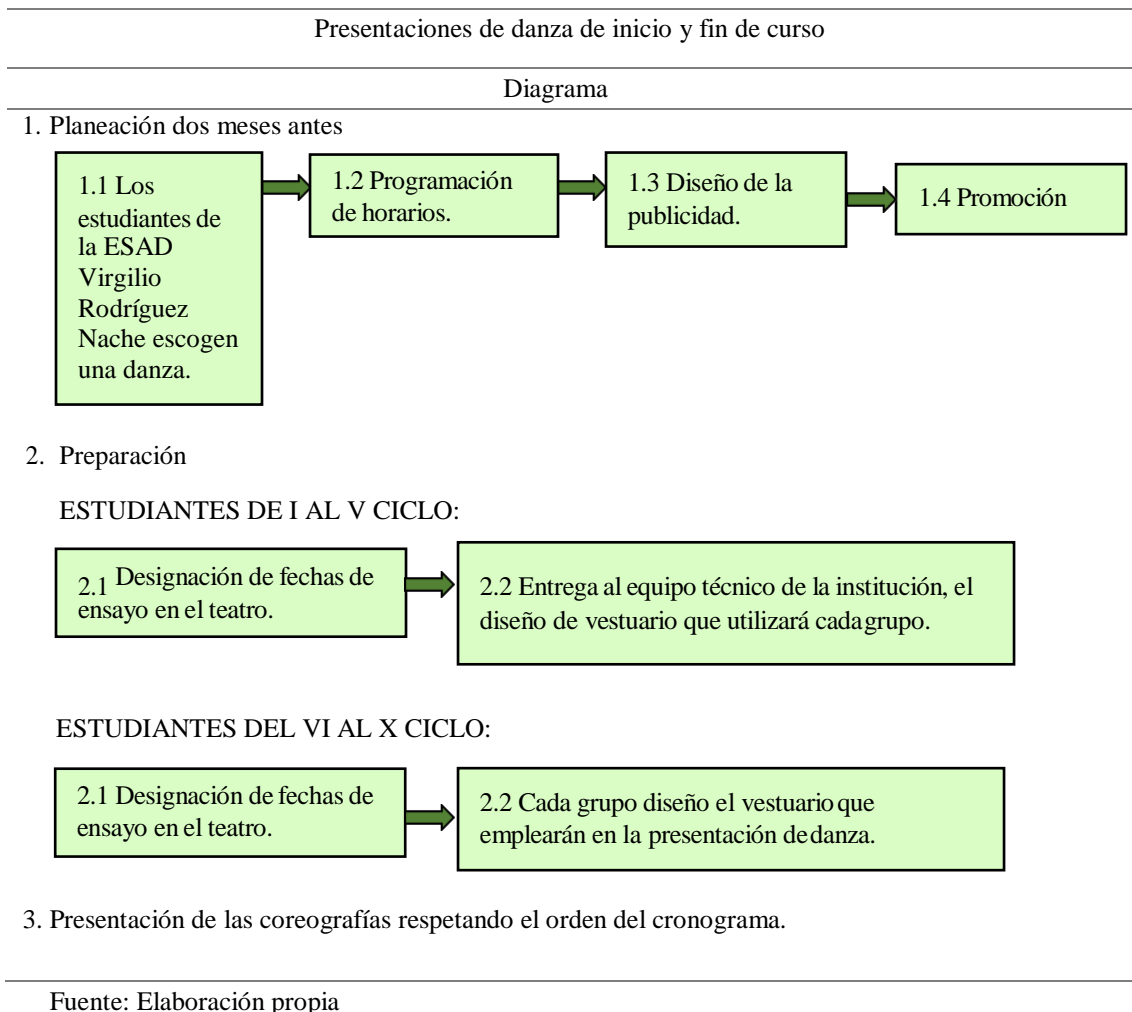 Presentaciones de danza de inicio y fin de curso
Diagrama
1. Planeación dos meses antes
1.1 Los
estudiantes de
la ESAD
Virgilio
Rodríguez
Nache escogen
una danza.
1.2 Programación
de horarios.
1.3 Diseño de la
publicidad.
1.4 Promoción
2. Preparación
ESTUDIANTES DE I AL V CICLO:
2.1 Designación de fechas de
ensayo en el teatro.
2.2 Entrega al equipo técnico de la institución, el
diseño de vestuario que utilizará cada grupo.
ESTUDIANTES DEL VI AL X CICLO:
2.1 Designación de fechas de
ensayo en el teatro.
2.2 Cada grupo diseño el vestuario que
emplearán en la presentación de danza.
3. Presentación de las coreografías respetando el orden del cronograma.
Fuente: Elaboración propia